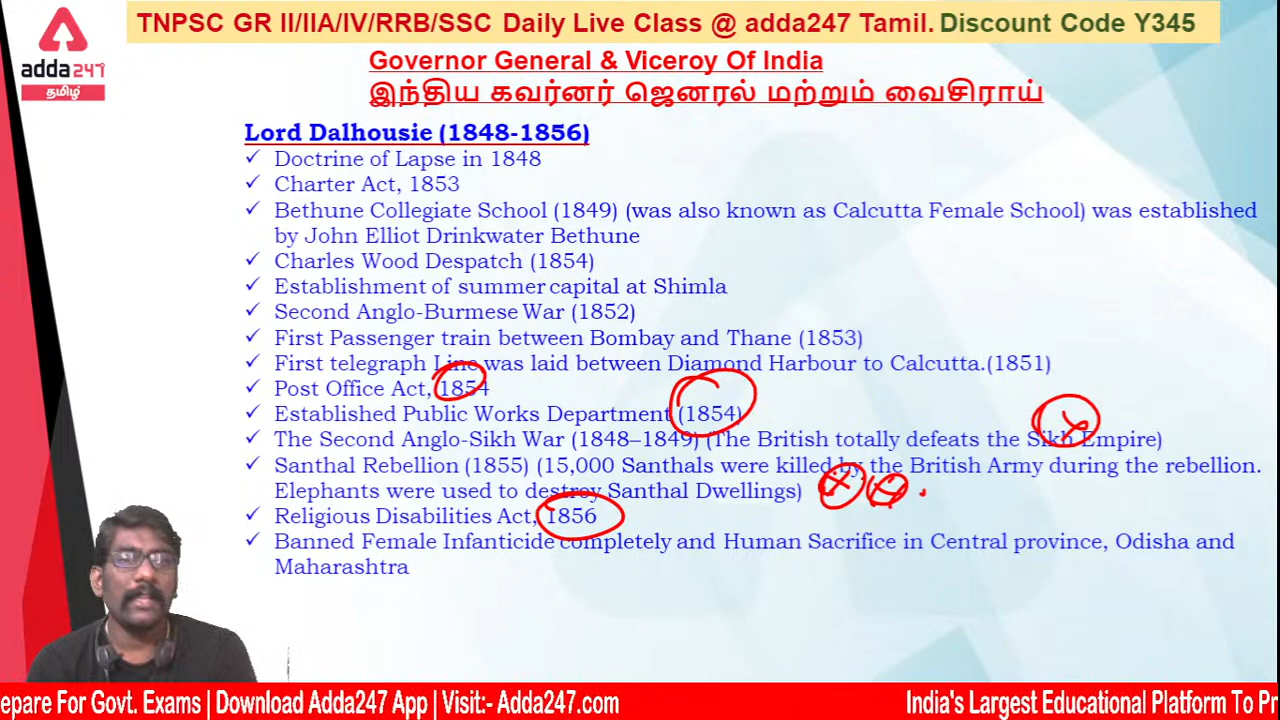 TNPSC GR II/IIA/IV/RRB/SSC Daily Live Class @ adda247 Tamil. Discount Code Y345
adda247
தமிழ்
Governor General & Viceroy Of India
இந்திய கவர்னர் ஜெனரல் மற்றும் வைசிராய்
Lord Dalhousie (1848-1856)
✓ Doctrine of Lapse in 1848
✓ Charter Act, 1853
✓ Bethune Collegiate School (1849) (was also known as Calcutta Female School) was established
by John Elliot Drinkwater Bethune
✓ Charles Wood Despatch (1854)
✓ Establishment of summer capital at Shimla
✓ Second Anglo-Burmese War (1852)
✓ First Passenger train between Bombay and Thane (1853)
✓ First telegraph Line was laid between Diamond Harbour to Calcutta.(1851)
✓ Post Office Act, 1854
✓ Established Public Works Department (1854)
✓ The Second Anglo-Sikh War (1848–1849) (The British totally defeats the Sikh Empire)
✓ Santhal Rebellion (1855) (15,000 Santhals were killed by the British Army during the rebellion.
Elephants were used to destroy Santhal Dwellings)
✓ Religious Disabilities Act, 1856
✓ Banned Female Infanticide completely and Human Sacrifice in Central province, Odisha and
Maharashtra
epare For Govt. Exams | Download Adda247 App | Visit:- Adda247.com
India's Largest Educational Platform To Pr